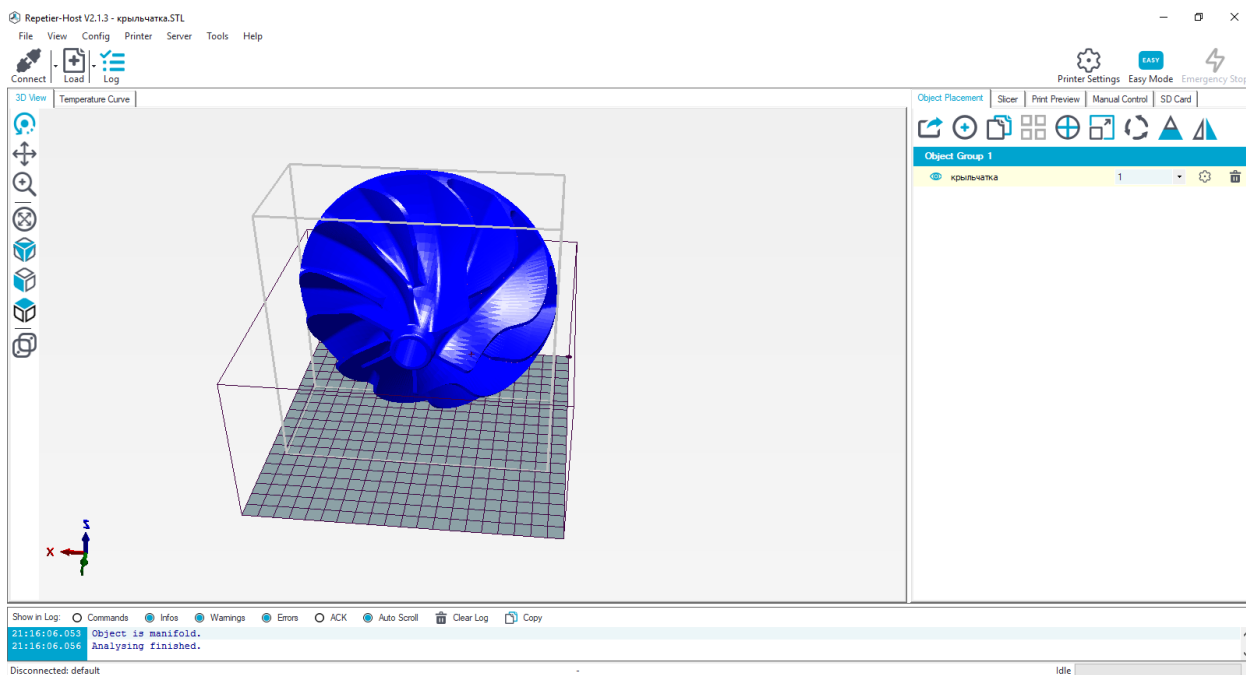 Repetier-Host V2.1.3 - крыльчатка.STL
File View Config Printer Server Tools Help
Connect Load Log
EASY
Printer Settings Easy Mode Emergency Stop
3D View Temperature Curve
Object Placement Slicer Print Preview Manual Control SD Card
Object Group 1
крыльчатка 1
z
x
Show in Log: Commands Infos Warnings Errors ACK Auto Scroll Clear Log Copy
21:16:06.053 Object is manifold.
21:16:06.056 Analysing finished.
Disconnected: default - Idle